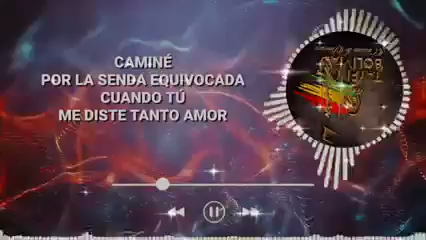 CAMINÉ
POR LA SENDA EQUIVOCADA
CUANDO TÚ
ME DISTE TANTO AMOR